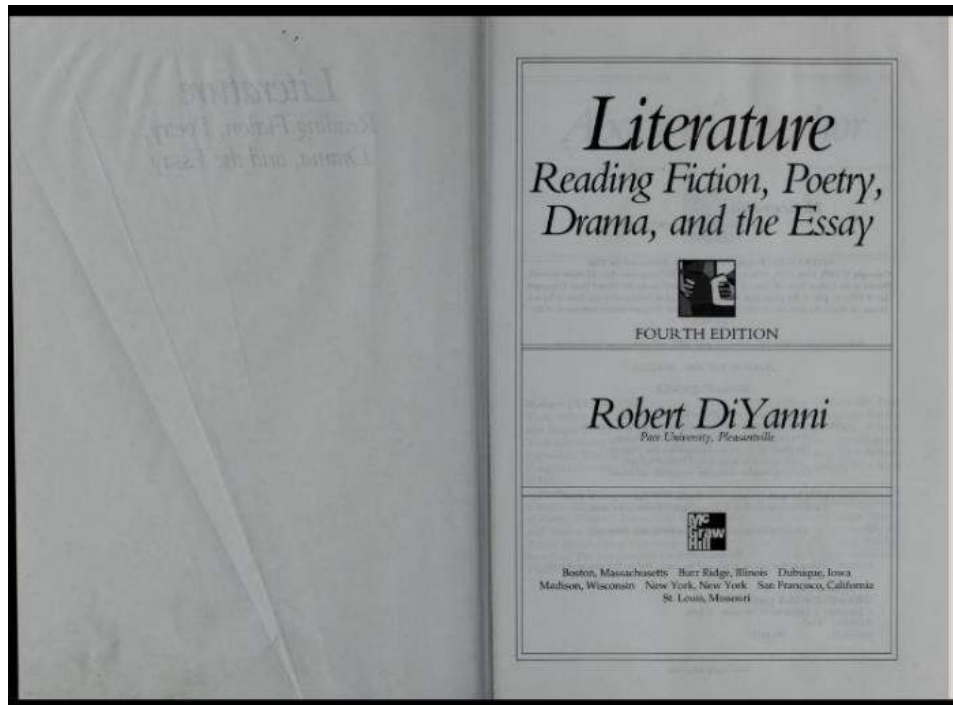 Literature
Reading Fiction, Poetry,
Drama, and the Essay
FOURTH EDITION
Robert DiYanni
Pace University, Pleasantville
Mc
Graw
Hill
Boston, Massachusetts Burr Ridge, Illinois Dubuque, Iowa
Madison, Wisconsin New York, New York San Francisco, California
St. Louis, Missouri